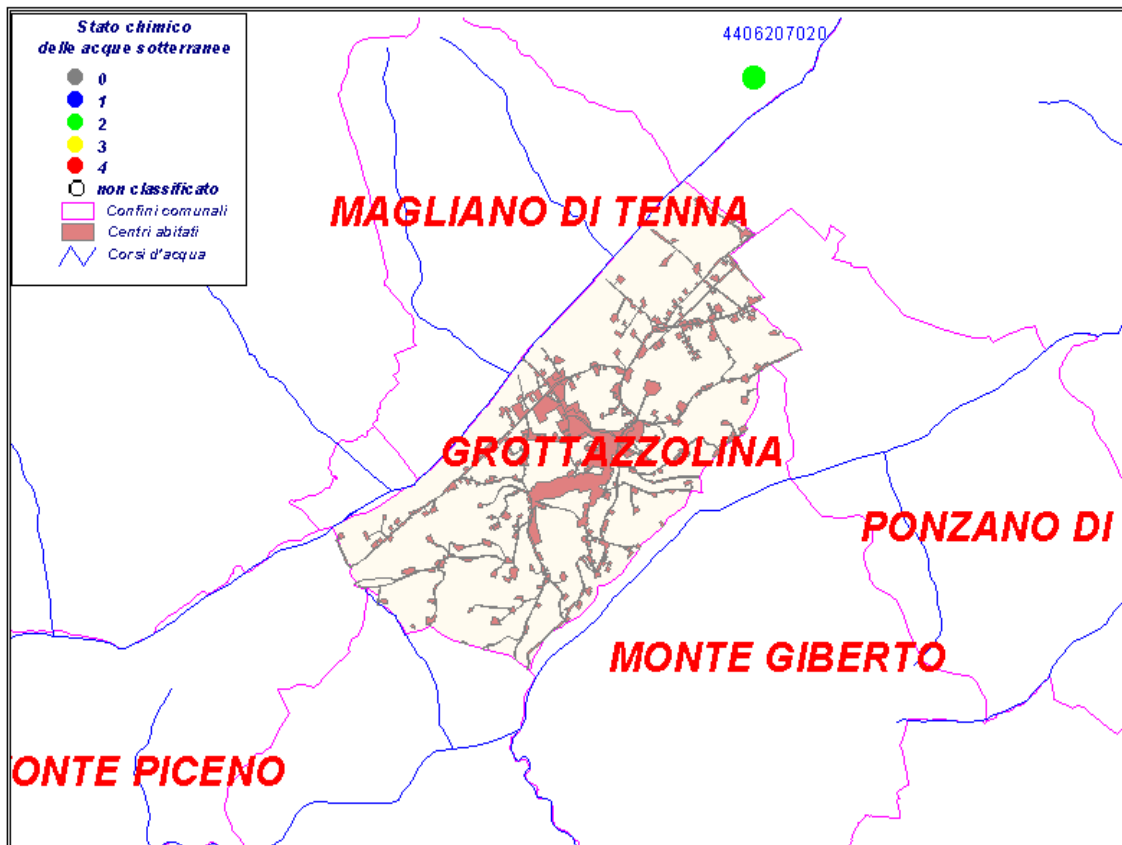 Stato chimico
delle acque sotterranee
0
1
2
3
4
non classificato
Confini comunali
Centri abitati
Corsi d'acqua
4406207020
MAGLIANO DI TENNA
GROTTAZZOLINA
PONZANO DI
MONTE GIBERTO
ONTE PICENO